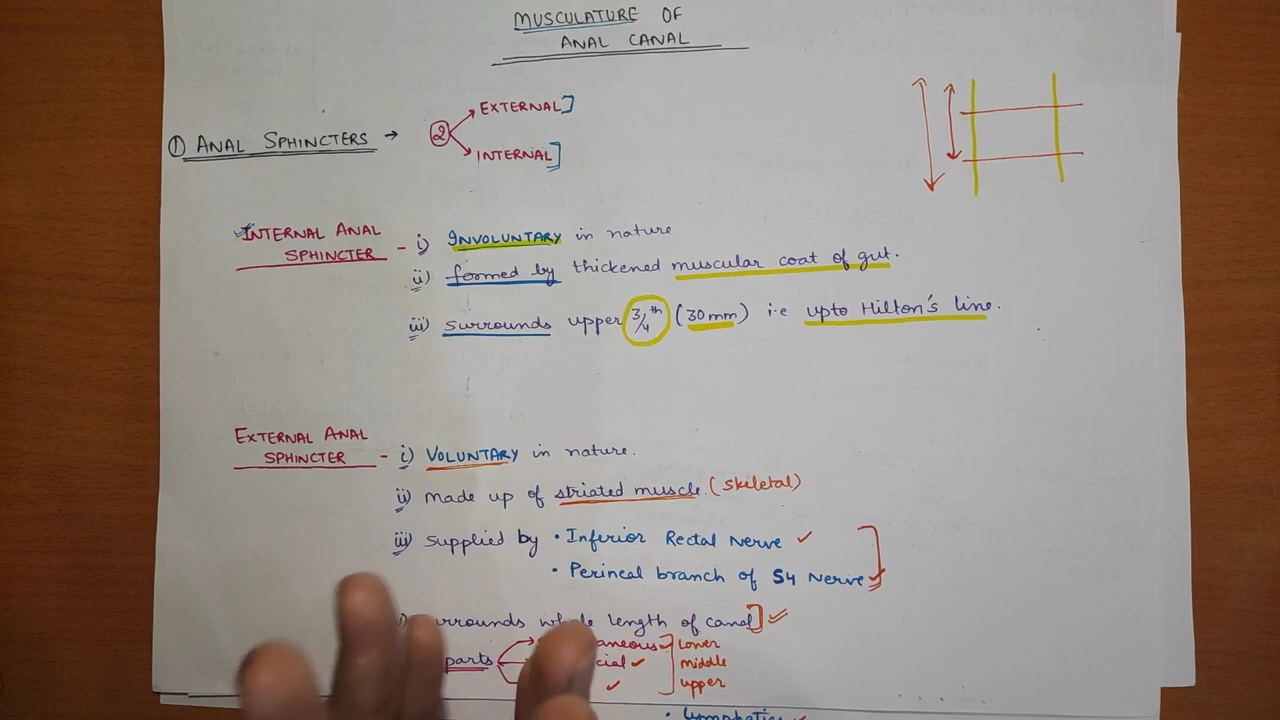 MUSCULATURE OF
ANAL CANAL
① ANAL SPHINCTERS →
② EXTERNAL]
INTERNAL]
INTERNAL ANAL
SPHINCTER - i) INVOLUNTARY in nature
ii) formed by thickened muscular coat of gut.
iii) surrounds upper 3/4th (30mm) i.e upto Hilton's line.
EXTERNAL ANAL
SPHINCTER - i) VOLUNTARY in nature.
ii) made up of striated muscle. (skeletal)
iii) supplied by • Inferior Rectal Nerve ✓
• Perineal branch of S4 Nerve ✓
length of canal] ✓
parts
Lower
middle
upper